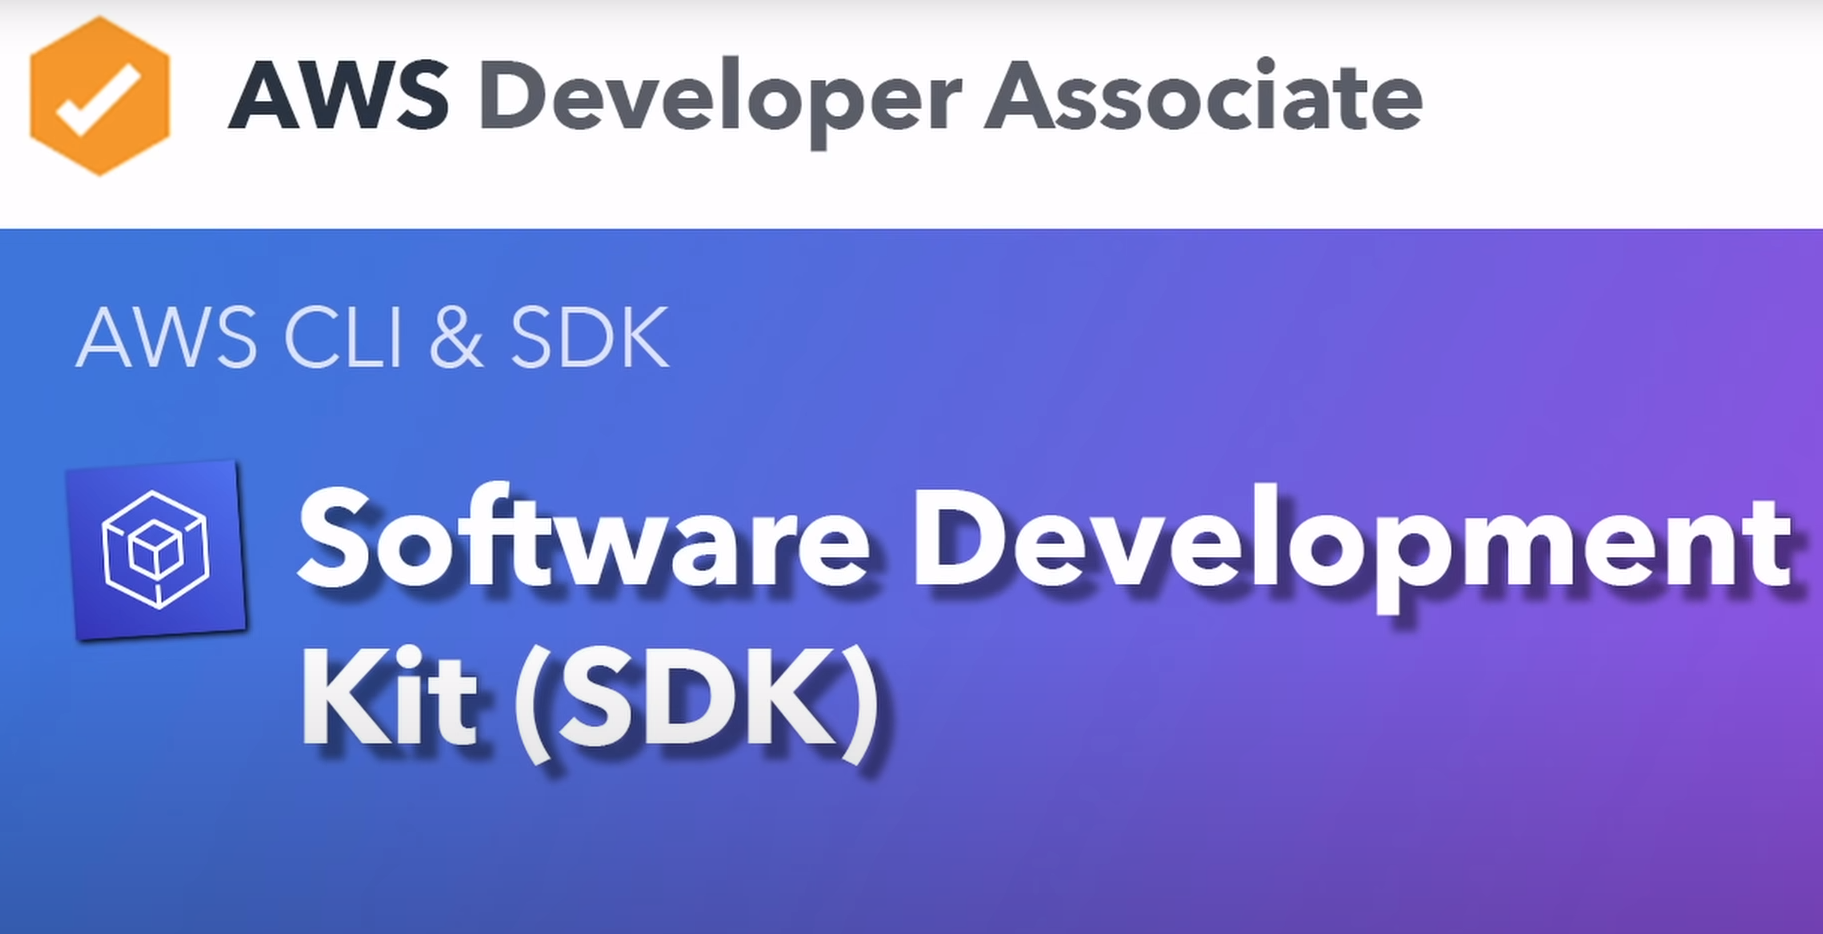 AWS Developer Associate
AWS CLI & SDK
Software Development
Kit (SDK)